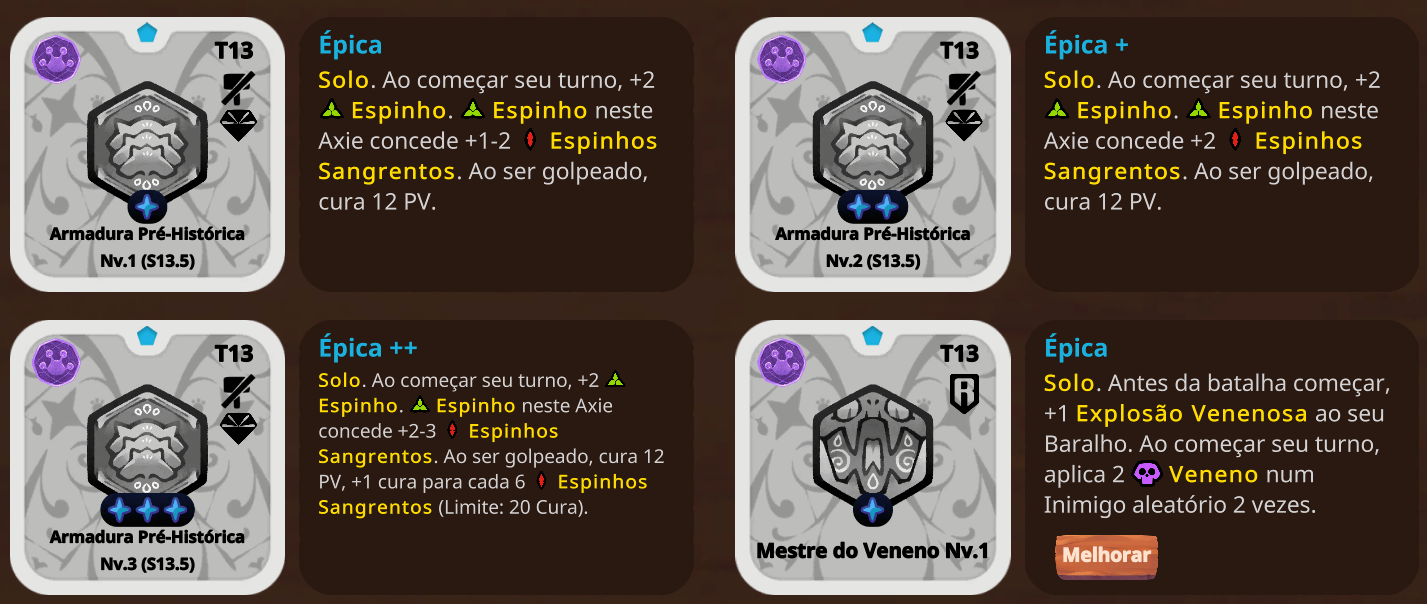 T13
Armadura Pré-Histórica
Nv.1 (S13.5)
Épica
Solo. Ao começar seu turno, +2
Espinho. Espinho neste
Axie concede +1-2 Espinhos
Sangrentos. Ao ser golpeado,
cura 12 PV.
T13
Armadura Pré-Histórica
Nv.2 (S13.5)
Épica +
Solo. Ao começar seu turno, +2
Espinho. Espinho neste
Axie concede +2 Espinhos
Sangrentos. Ao ser golpeado,
cura 12 PV.
T13
Armadura Pré-Histórica
Nv.3 (S13.5)
Épica ++
Solo. Ao começar seu turno, +2
Espinho. Espinho neste Axie
concede +2-3 Espinhos
Sangrentos. Ao ser golpeado, cura 12
PV, +1 cura para cada 6 Espinhos
Sangrentos (Limite: 20 Cura).
T13
R
Mestre do Veneno Nv.1
Épica
Solo. Antes da batalha começar,
+1 Explosão Venenosa ao seu
Baralho. Ao começar seu turno,
aplica 2 Veneno num
Inimigo aleatório 2 vezes.
Melhorar